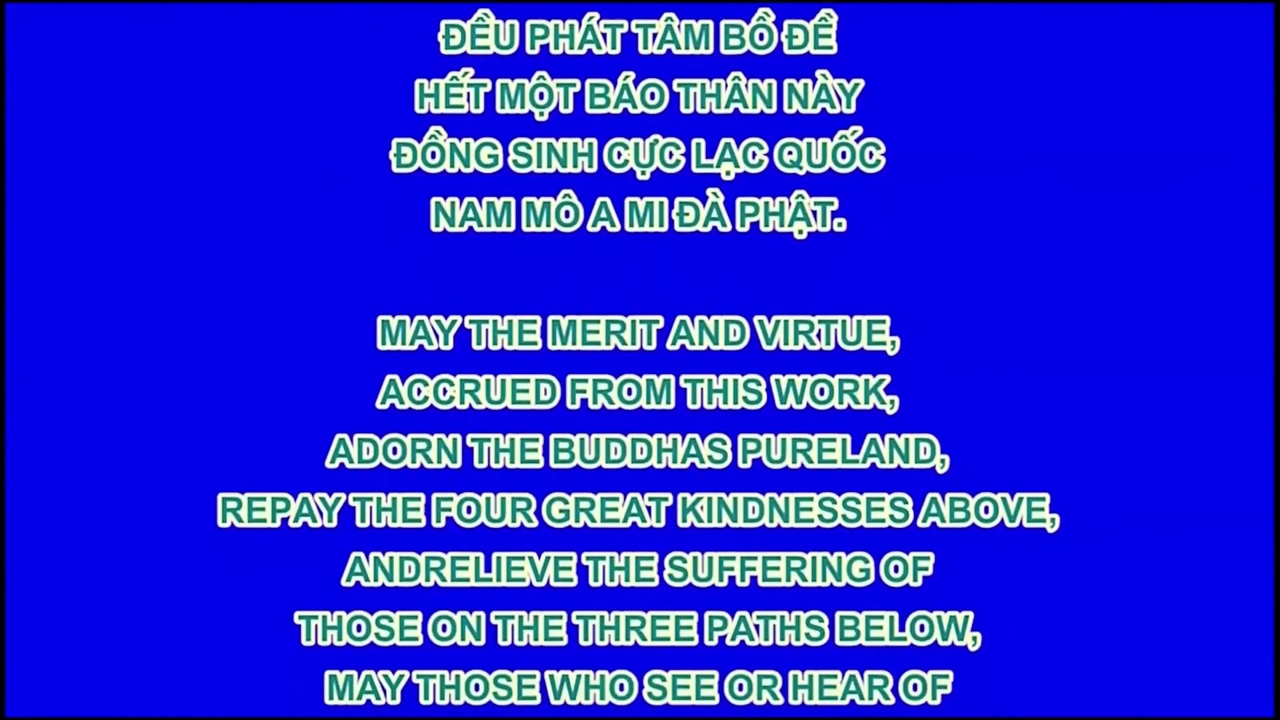 ĐỀU PHÁT TÂM BỒ ĐỀ
HẾT MỘT BÁO THÂN NÀY
ĐỒNG SINH CỰC LẠC QUỐC
NAM MÔ A MI ĐÀ PHẬT.
MAY THE MERIT AND VIRTUE,
ACCRUED FROM THIS WORK,
ADORN THE BUDDHAS PURELAND,
REPAY THE FOUR GREAT KINDNESSES ABOVE,
ANDRELIEVE THE SUFFERING OF
THOSE ON THE THREE PATHS BELOW,
MAY THOSE WHO SEE OR HEAR OF